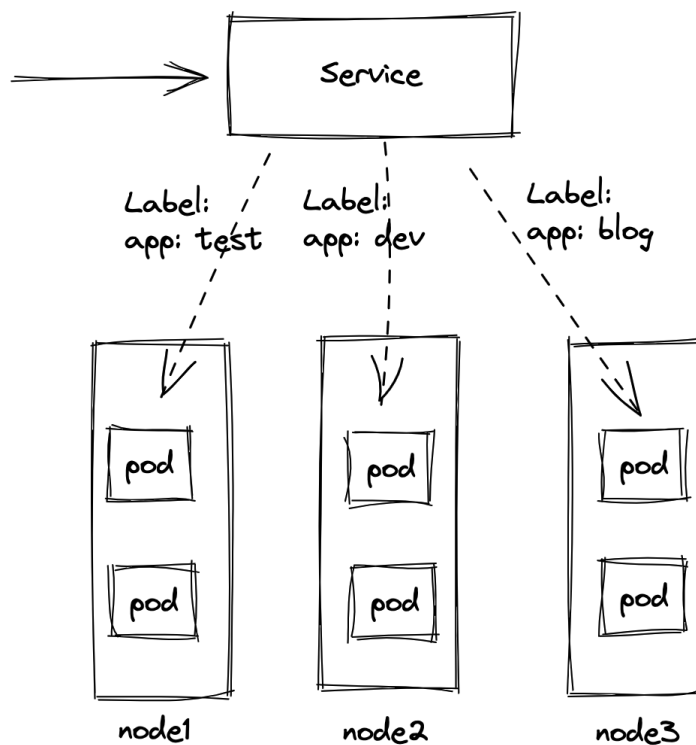 Service
Label:
app: test
Label:
app: dev
Label:
app: blog
pod
pod
pod
pod
pod
pod
node1
node2
node3